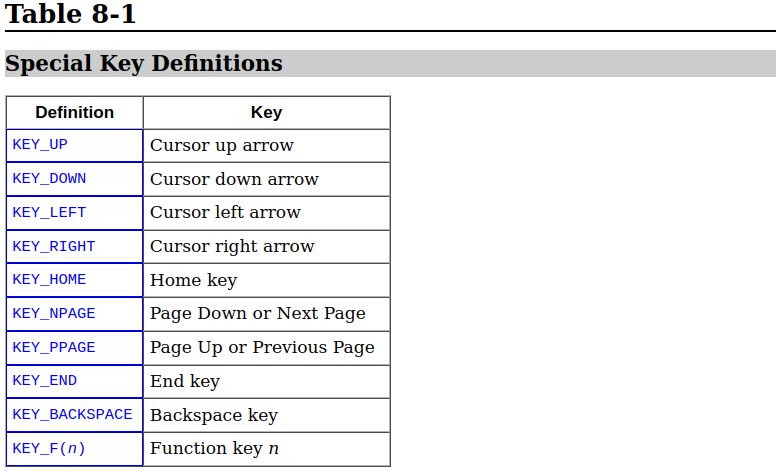 Table 8-1
Special Key Definitions
Definition Key
KEY_UP Cursor up arrow
KEY_DOWN Cursor down arrow
KEY_LEFT Cursor left arrow
KEY_RIGHT Cursor right arrow
KEY_HOME Home key
KEY_NPAGE Page Down or Next Page
KEY_PPAGE Page Up or Previous Page
KEY_END End key
KEY_BACKSPACE Backspace key
KEY_F(n) Function key n